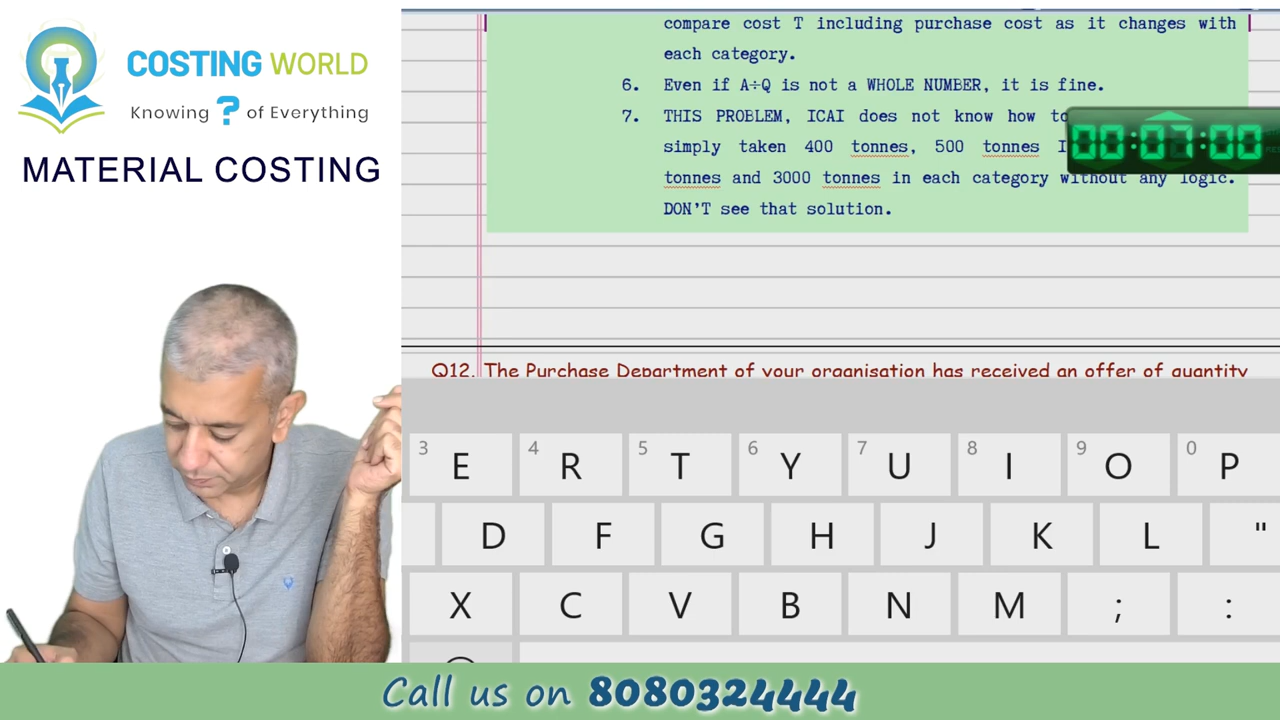 COSTING WORLD
Knowing ? of Everything
MATERIAL COSTING
compare cost T including purchase cost as it changes with
each category.
6. Even if A÷Q is not a WHOLE NUMBER, it is fine.
7. THIS PROBLEM, ICAI does not know how to
simply taken 400 tonnes, 500 tonnes
tonnes and 3000 tonnes in each category without any logic.
DON'T see that solution.
00:07:00
Q12. The Purchase Department of your organisation has received an offer of quantity
3 E 4 R 5 T 6 Y 7 U 8 I 9 O 0 P
D F G H J K L "
X C V B N M ; :
Call us on 8080324444